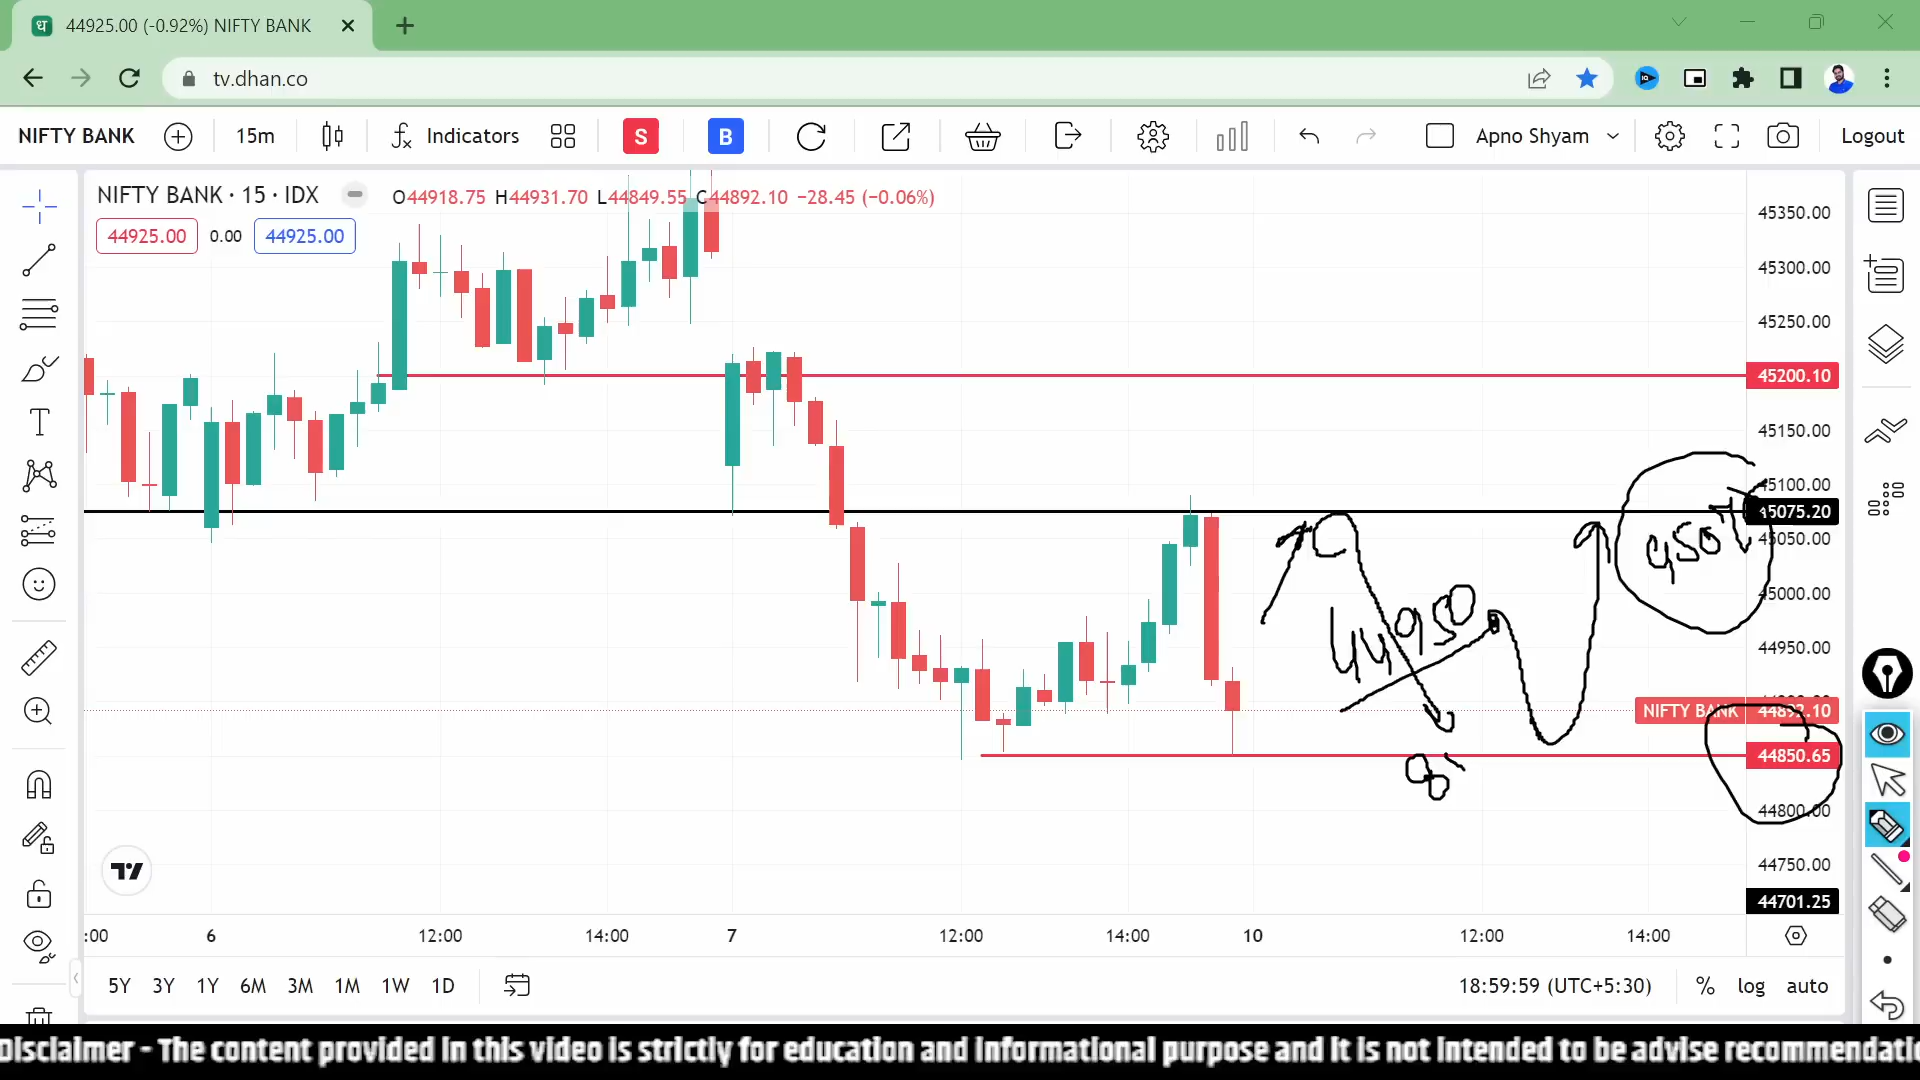 44925.00 (-0.92%) NIFTY BANK
tv.dhan.co
NIFTY BANK 15m Indicators S B Apno Shyam Logout
NIFTY BANK · 15 · IDX O44918.75 H44931.70 L44849.55 C44892.10 −28.45 (−0.06%)
44925.00 0.00 44925.00
45350.00
45300.00
45250.00
45200.10
45150.00
45100.00
45075.20
45050.00
45000.00
44950
44950.00
NIFTY BANK 44892.10
44850.65
44800.00
44750.00
44701.25
:00 6 12:00 14:00 7 12:00 14:00 10 12:00 14:00
5Y 3Y 1Y 6M 3M 1M 1W 1D 18:59:59 (UTC+5:30) % log auto
Disclaimer - The content provided in this video is strictly for education and informational purpose and it is not intended to be advise recommendati